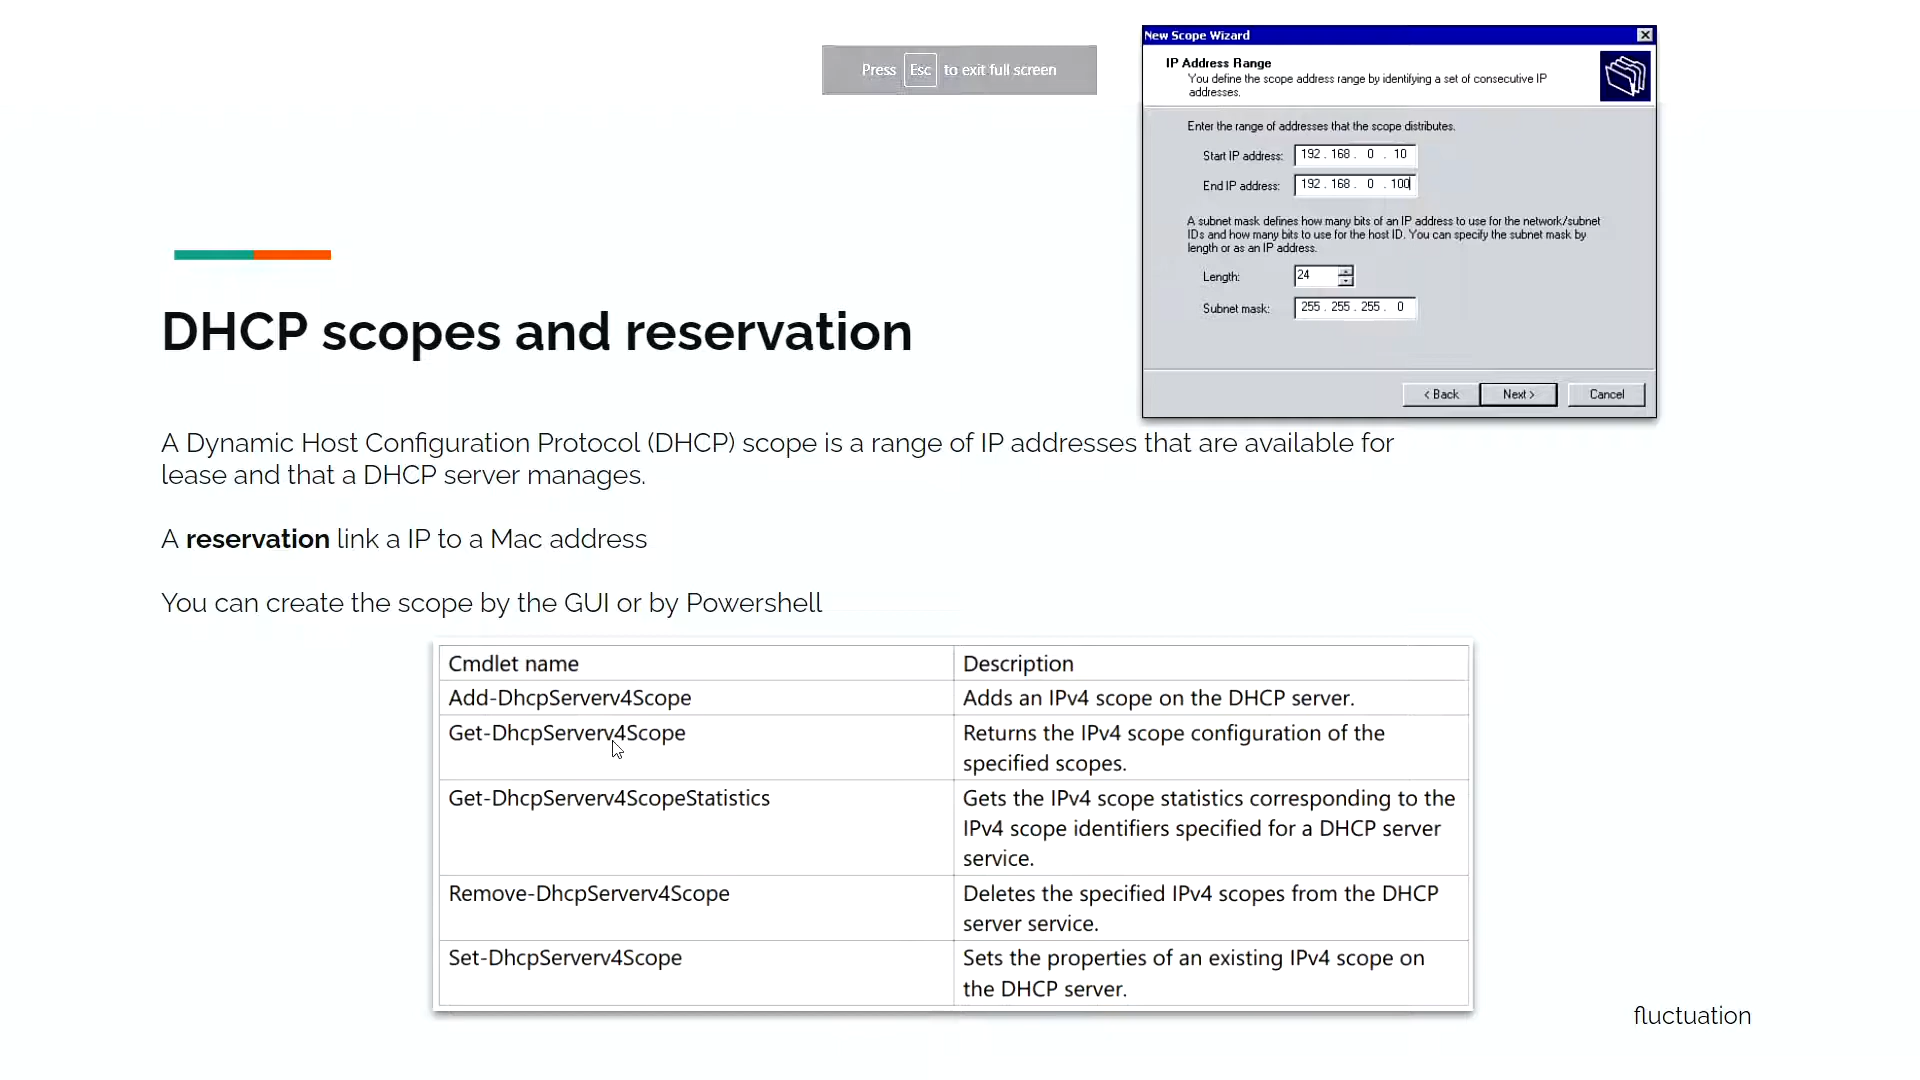 Press Esc to exit full screen
New Scope Wizard
IP Address Range
You define the scope address range by identifying a set of consecutive IP
addresses.
Enter the range of addresses that the scope distributes.
Start IP address: 192 . 168 . 0 . 10
End IP address: 192 . 168 . 0 . 100
A subnet mask defines how many bits of an IP address to use for the network/subnet
IDs and how many bits to use for the host ID. You can specify the subnet mask by
length or as an IP address.
Length: 24
Subnet mask: 255 . 255 . 255 . 0
< Back Next > Cancel
DHCP scopes and reservation
A Dynamic Host Configuration Protocol (DHCP) scope is a range of IP addresses that are available for
lease and that a DHCP server manages.
A reservation link a IP to a Mac address
You can create the scope by the GUI or by Powershell
Cmdlet name Description
Add-DhcpServerv4Scope Adds an IPv4 scope on the DHCP server.
Get-DhcpServerv4Scope Returns the IPv4 scope configuration of the
specified scopes.
Get-DhcpServerv4ScopeStatistics Gets the IPv4 scope statistics corresponding to the
IPv4 scope identifiers specified for a DHCP server
service.
Remove-DhcpServerv4Scope Deletes the specified IPv4 scopes from the DHCP
server service.
Set-DhcpServerv4Scope Sets the properties of an existing IPv4 scope on
the DHCP server.
fluctuation